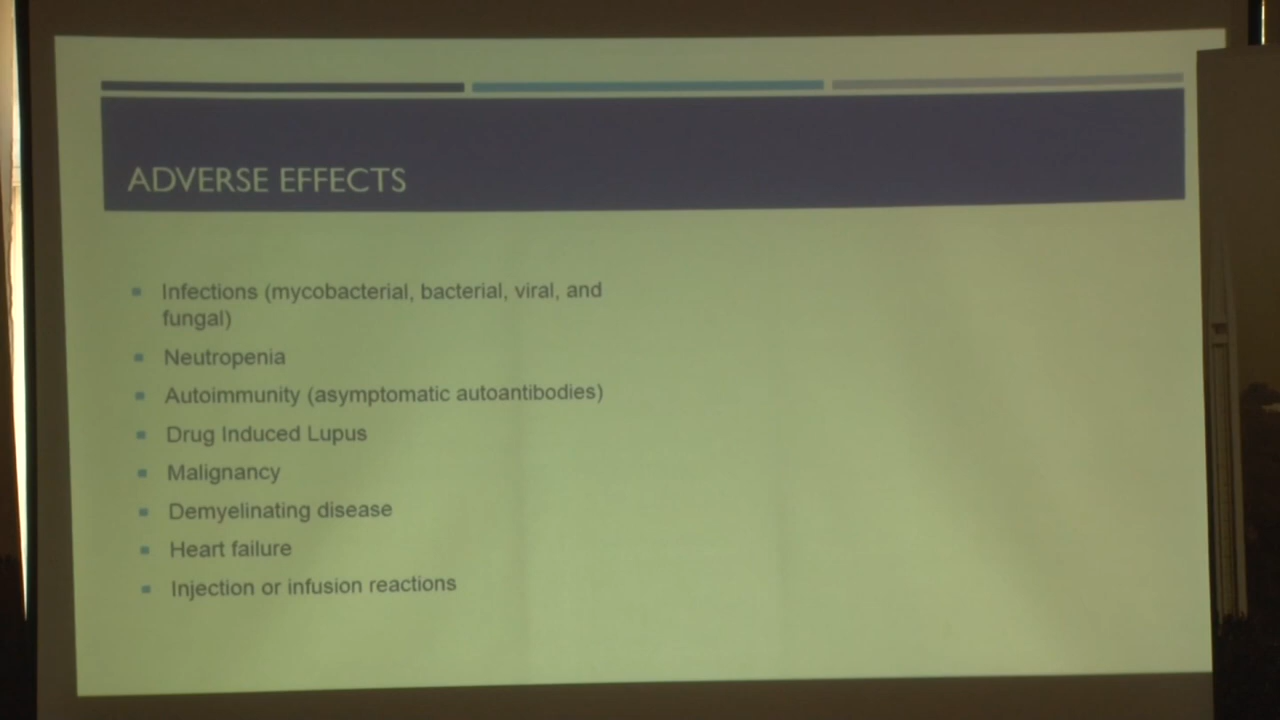 ADVERSE EFFECTS
Infections (mycobacterial, bacterial, viral, and
fungal)
Neutropenia
Autoimmunity (asymptomatic autoantibodies)
Drug Induced Lupus
Malignancy
Demyelinating disease
Heart failure
Injection or infusion reactions